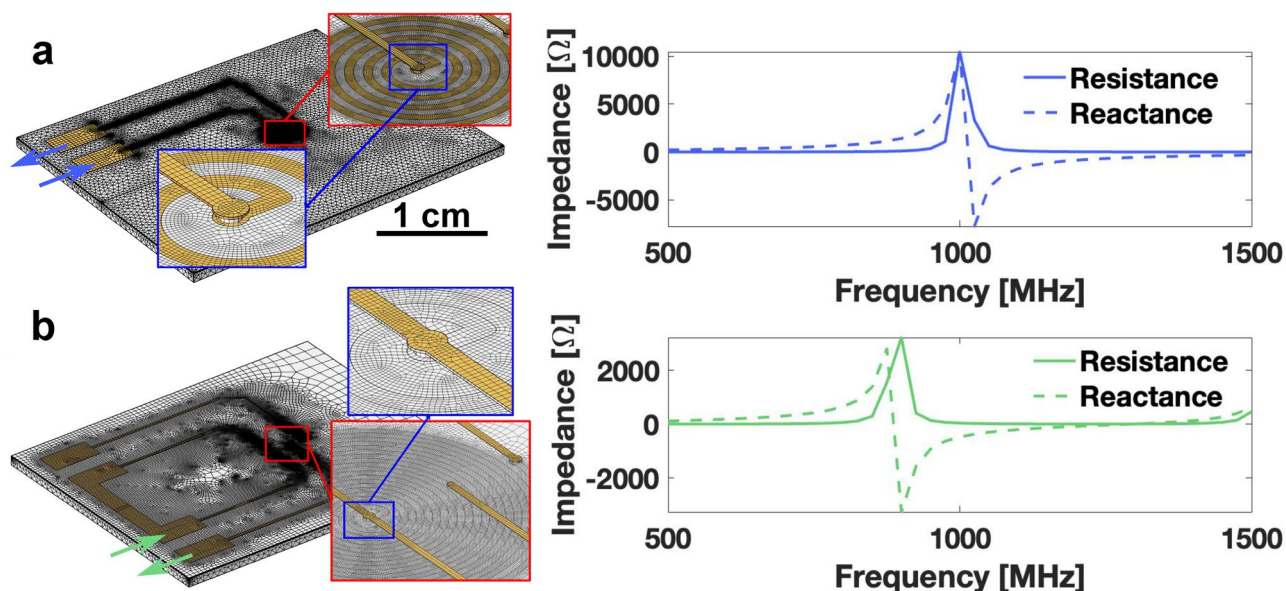 a
1 cm
Impedance [Ω]
10000
5000
0
-5000
Resistance
Reactance
500
1000
1500
Frequency [MHz]
b
Impedance [Ω]
2000
0
-2000
Resistance
Reactance
500
1000
1500
Frequency [MHz]